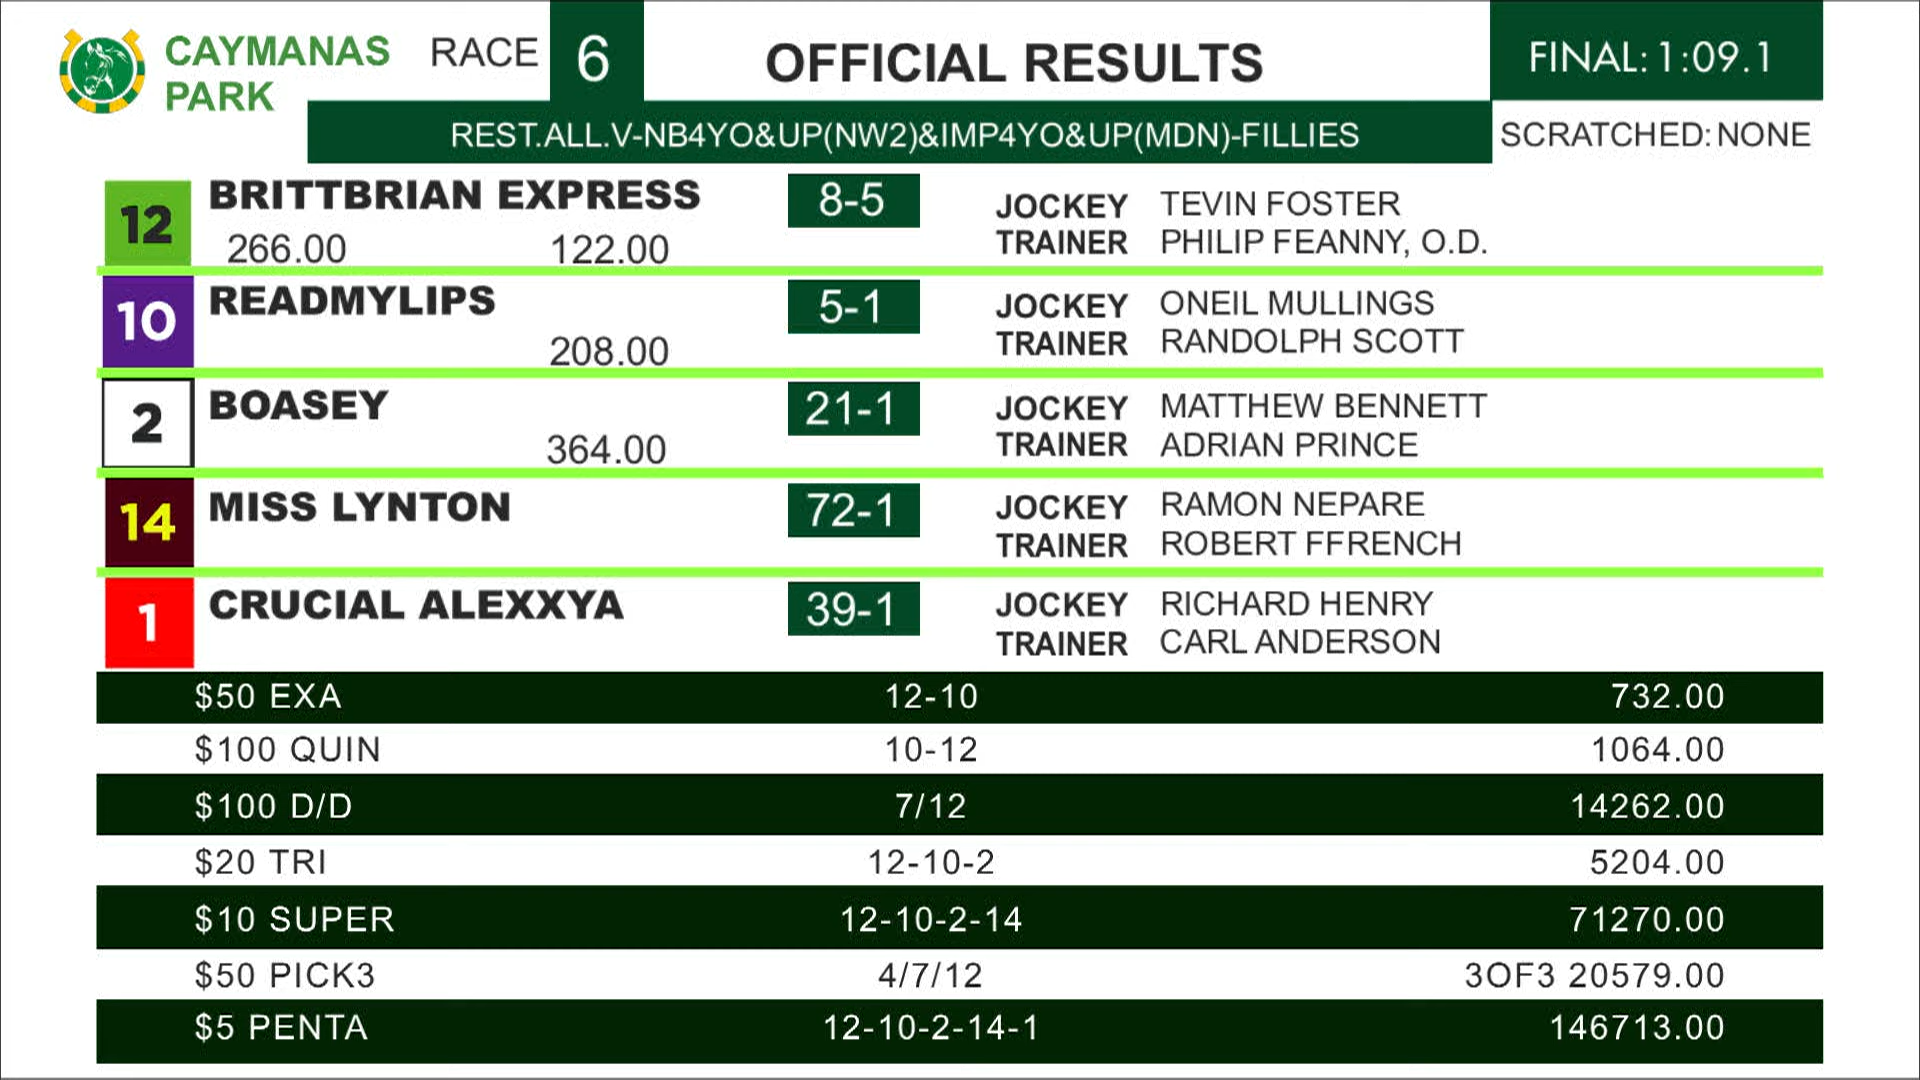 CAYMANAS PARK
RACE 6
OFFICIAL RESULTS
FINAL: 1:09.1
REST.ALL.V-NB4YO&UP(NW2)&IMP4YO&UP(MDN)-FILLIES
SCRATCHED: NONE
12 BRITTBRIAN EXPRESS 8-5 JOCKEY TEVIN FOSTER
266.00 122.00 TRAINER PHILIP FEANNY, O.D.
10 READMYLIPS 5-1 JOCKEY ONEIL MULLINGS
208.00 TRAINER RANDOLPH SCOTT
2 BOASEY 21-1 JOCKEY MATTHEW BENNETT
364.00 TRAINER ADRIAN PRINCE
14 MISS LYNTON 72-1 JOCKEY RAMON NEPARE
TRAINER ROBERT FFRENCH
1 CRUCIAL ALEXXYA 39-1 JOCKEY RICHARD HENRY
TRAINER CARL ANDERSON
$50 EXA 12-10 732.00
$100 QUIN 10-12 1064.00
$100 D/D 7/12 14262.00
$20 TRI 12-10-2 5204.00
$10 SUPER 12-10-2-14 71270.00
$50 PICK3 4/7/12 3OF3 20579.00
$5 PENTA 12-10-2-14-1 146713.00